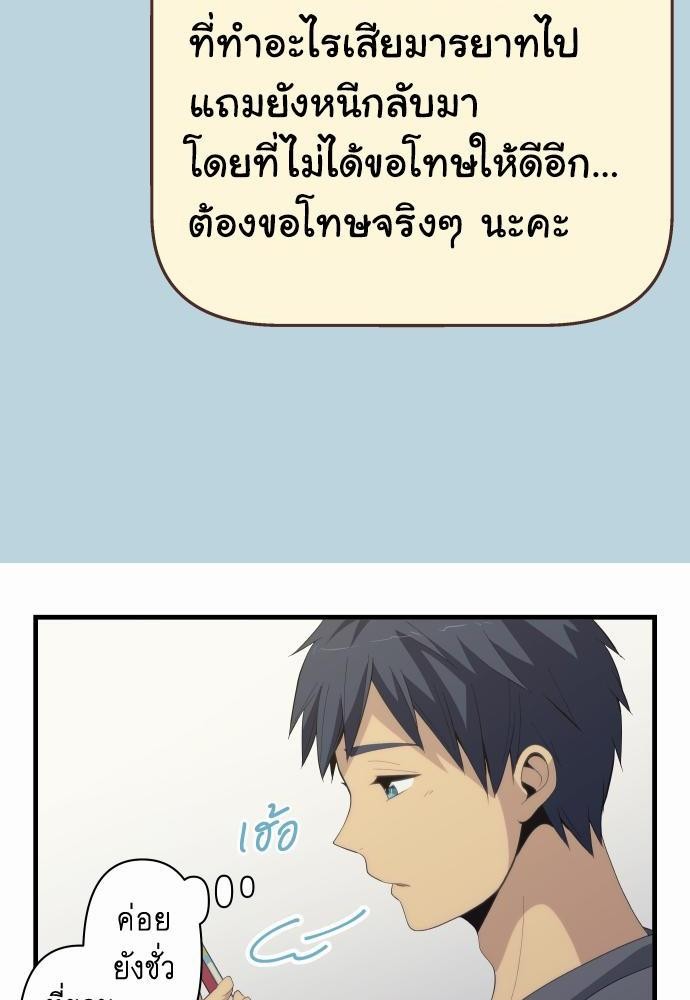 ที่ทำอะไรเสียมารยาทไป
แถมยังหนีกลับมา
โดยที่ไม่ได้ขอโทษให้ดีอีก...
ต้องขอโทษจริงๆ นะคะ
เฮ้อ
ค่อย
ยังชั่ว